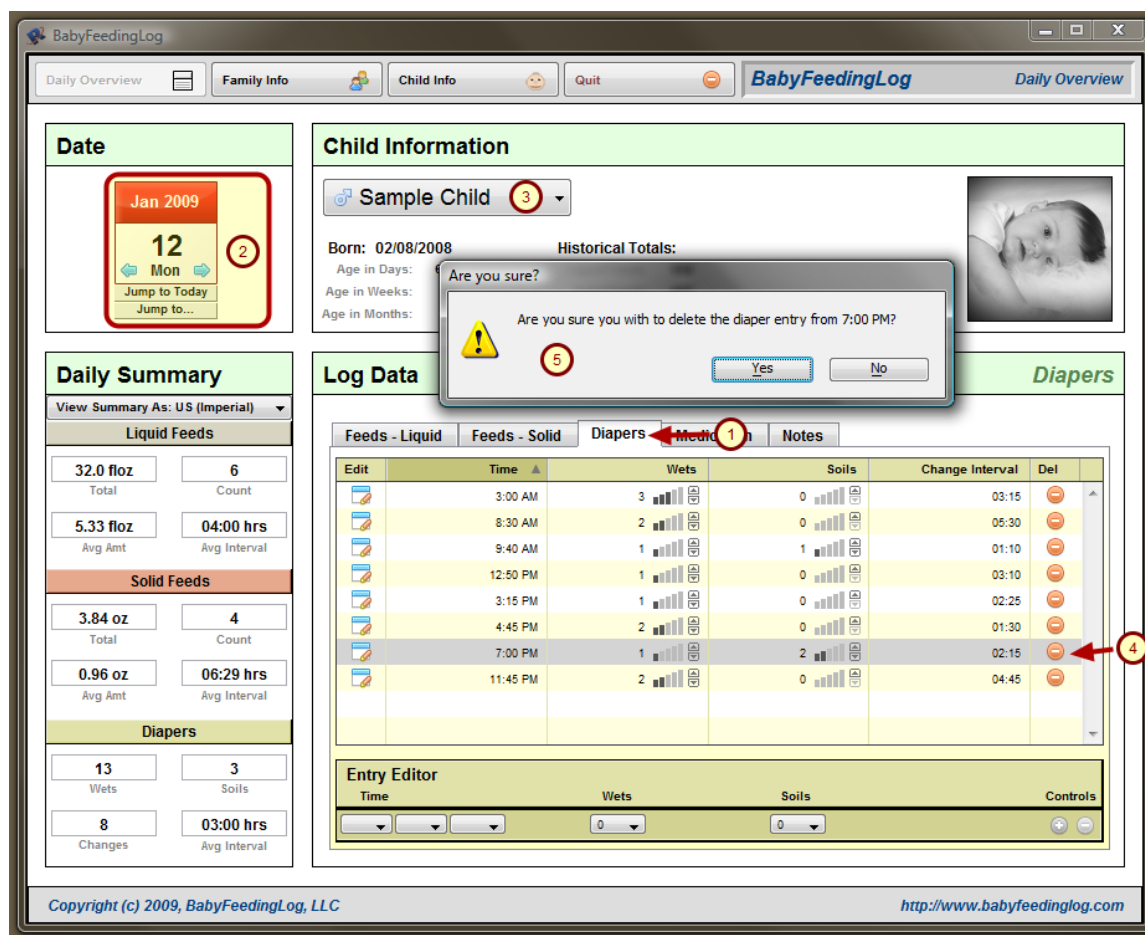 BabyFeedingLog
Daily Overview Family Info Child Info Quit BabyFeedingLog Daily Overview
Date
Jan 2009
12
Mon
Jump to Today
Jump to...
2
Child Information
Sample Child 3
Born: 02/08/2008 Historical Totals:
Age in Days:
Age in Weeks:
Age in Months:
Are you sure?
Are you sure you with to delete the diaper entry from 7:00 PM?
5
Yes No
Daily Summary
View Summary As: US (Imperial)
Liquid Feeds
32.0 floz 6
Total Count
5.33 floz 04:00 hrs
Avg Amt Avg Interval
Solid Feeds
3.84 oz 4
Total Count
0.96 oz 06:29 hrs
Avg Amt Avg Interval
Diapers
13 3
Wets Soils
8 03:00 hrs
Changes Avg Interval
Log Data Diapers
Feeds - Liquid Feeds - Solid Diapers 1 Notes
Edit Time Wets Soils Change Interval Del
3:00 AM 3 0 03:15
8:30 AM 2 0 05:30
9:40 AM 1 1 01:10
12:50 PM 1 0 03:10
3:15 PM 1 0 02:25
4:45 PM 2 0 01:30
7:00 PM 1 2 02:15 4
11:45 PM 2 0 04:45
Entry Editor
Time Wets Soils Controls
0 0
Copyright (c) 2009, BabyFeedingLog, LLC http://www.babyfeedinglog.com